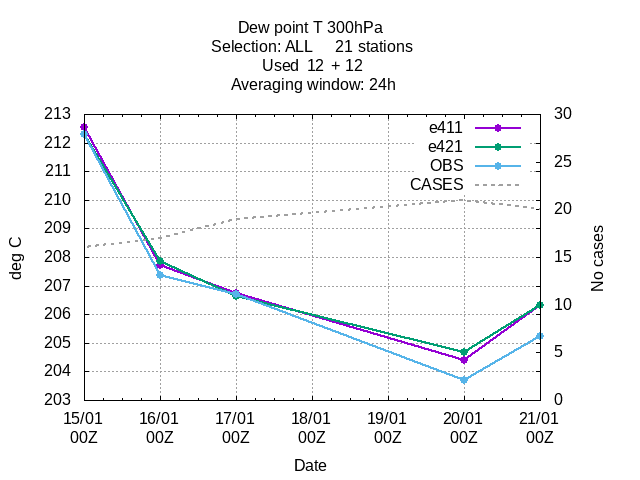 Dew point T 300hPa
Selection: ALL     21 stations
Used  12  + 12
Averaging window: 24h
213
212
211
210
209
208
207
206
205
204
203
deg C
30
25
20
15
10
5
0
No cases
e411
e421
OBS
CASES
15/01 16/01 17/01 18/01 19/01 20/01 21/01
00Z 00Z 00Z 00Z 00Z 00Z 00Z
Date